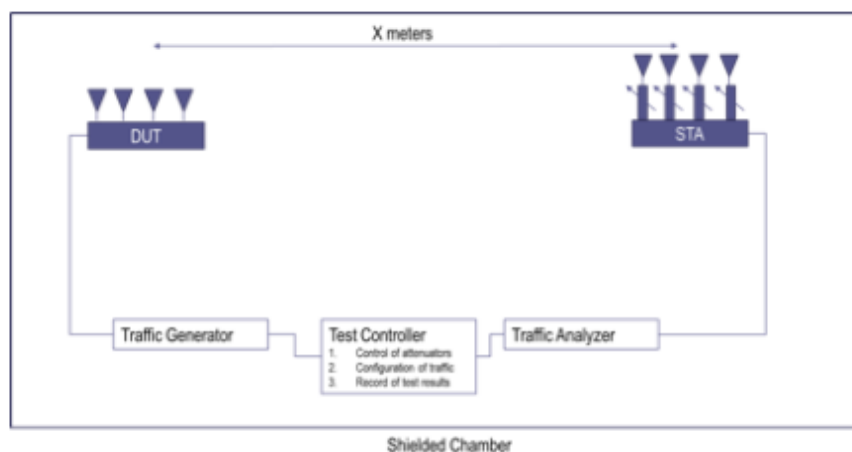 X meters
DUT
STA
Traffic Generator
Test Controller
1. Control of attenuators
2. Configuration of traffic
3. Record of test results
Traffic Analyzer
Shielded Chamber